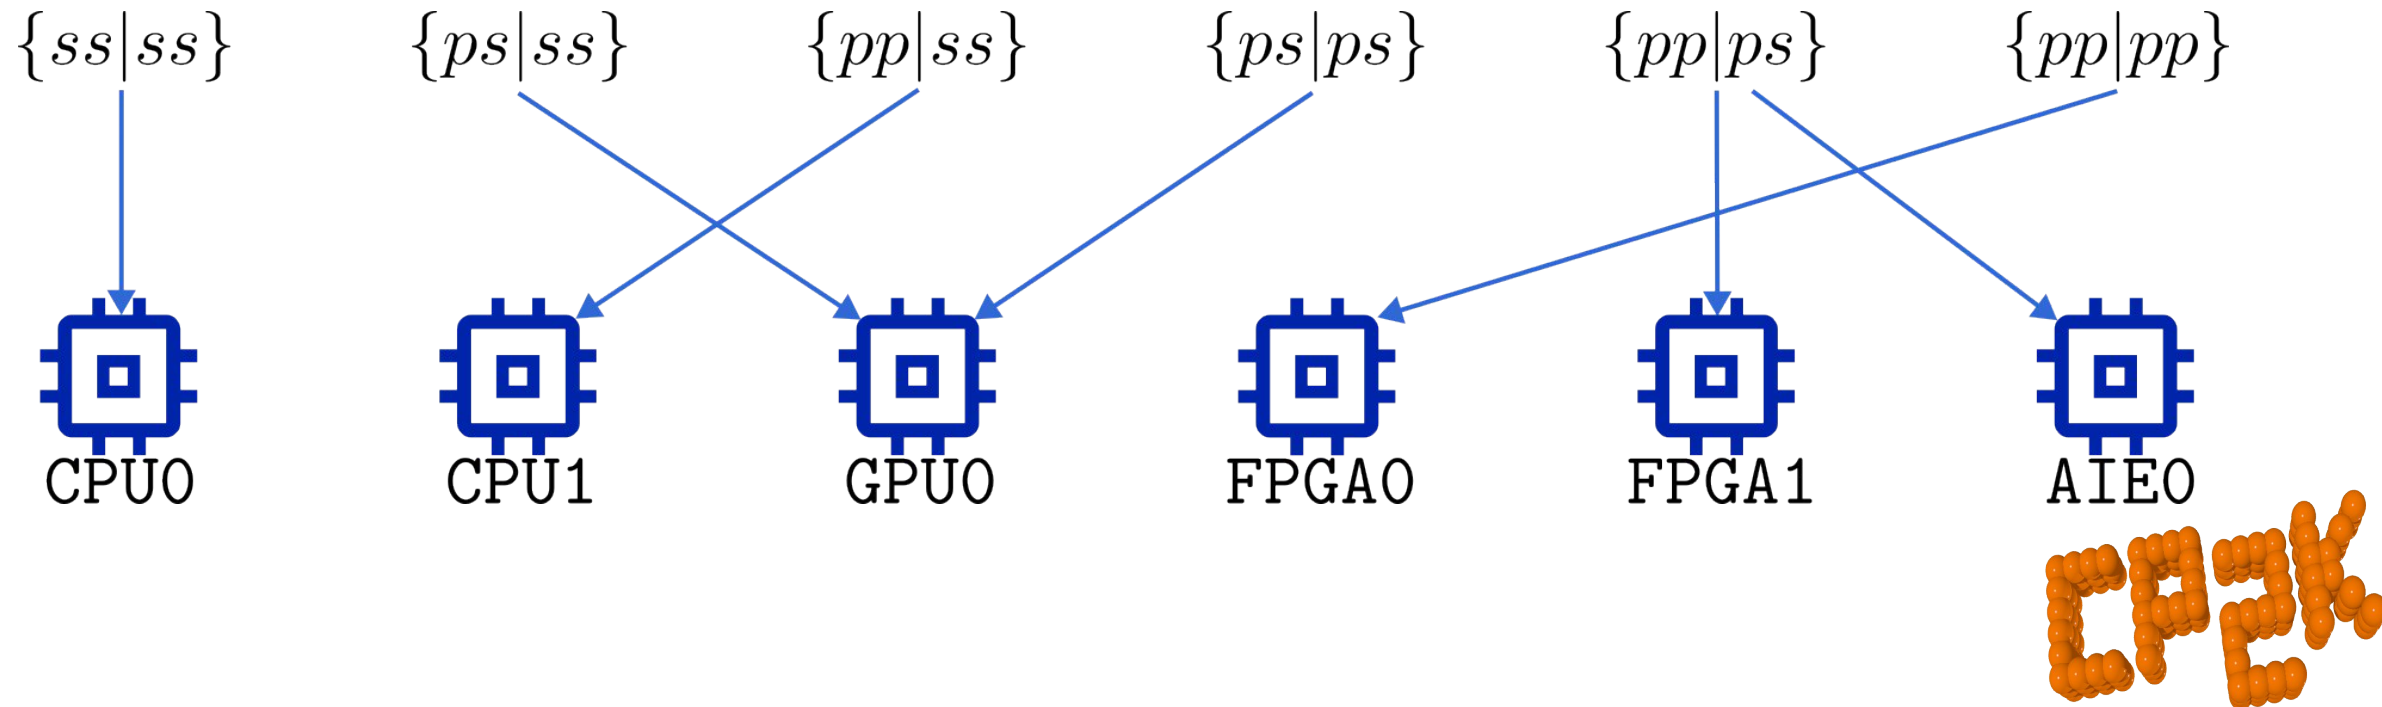 {ss|ss} {ps|ss} {pp|ss} {ps|ps} {pp|ps} {pp|pp}
CPU0 CPU1 GPU0 FPGA0 FPGA1 AIE0
CP2K